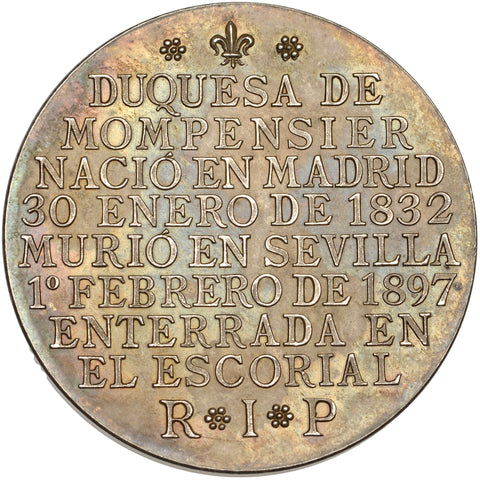 DUQUESA DE
MOMPENSIER
NACIÓ EN MADRID
30 ENERO DE 1832
MURIÓ EN SEVILLA
1º FEBRERO DE 1897
ENTERRADA EN
EL ESCORIAL
R I P